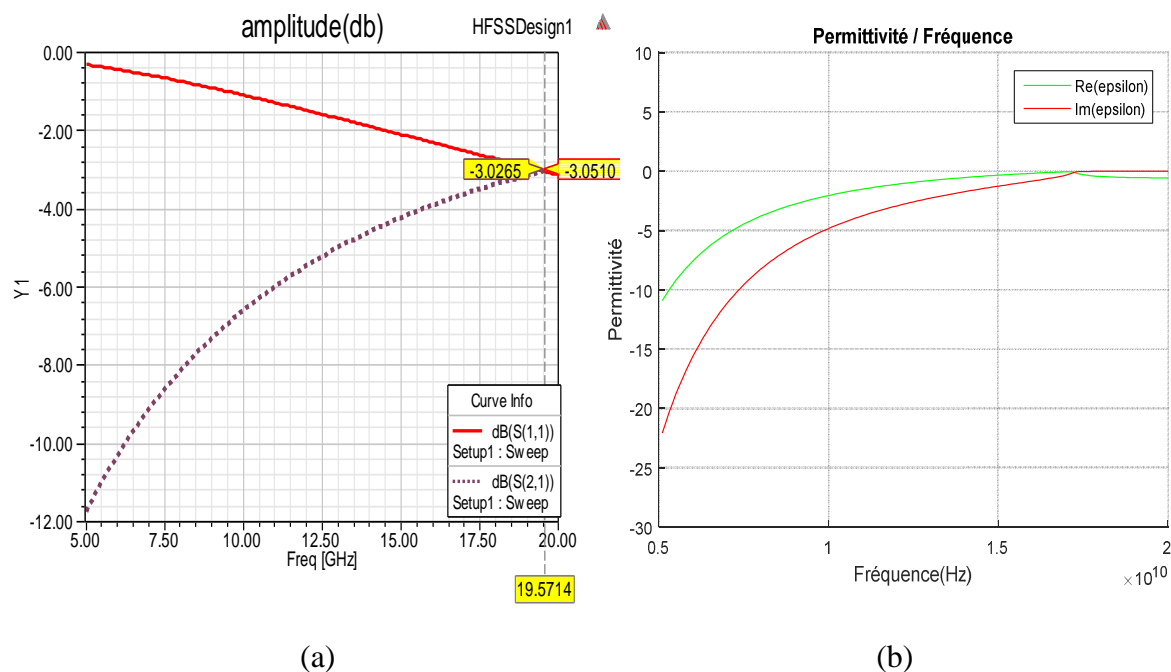 amplitude(db)
HFSSDesign1
0.00
-2.00
-4.00
-6.00
-8.00
-10.00
-12.00
Y1
-3.0265
-3.0510
Curve Info
dB(S(1,1))
Setup1 : Sweep
dB(S(2,1))
Setup1 : Sweep
5.00 7.50 10.00 12.50 15.00 17.50 20.00
Freq [GHz]
19.5714
(a)
Permittivité / Fréquence
10
5
0
-5
-10
-15
-20
-25
-30
Permittivité
Re(epsilon)
Im(epsilon)
0.5 1 1.5 2
Fréquence(Hz)
×10^10
(b)